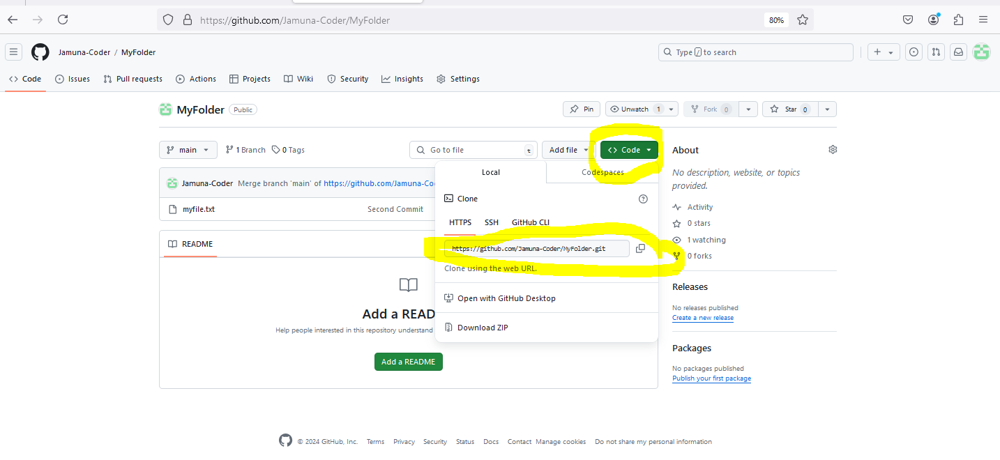 https://github.com/Jamuna-Coder/MyFolder 80%
Jamuna-Coder / MyFolder Type / to search
Code Issues Pull requests Actions Projects Wiki Security Insights Settings
MyFolder Public Pin Unwatch 1 Fork 0 Star 0
main 1 Branch 0 Tags Go to file t Add file Code
About
No description, website, or topics
provided.
Activity
0 stars
1 watching
0 forks
Releases
No releases published
Create a new release
Packages
No packages published
Publish your first package
Jamuna-Coder Merge branch 'main' of https://github.com/Jamuna-Co
myfile.txt Second Commit
README
Add a READ
Help people interested in this repository understand
Add a README
Local Codespaces
Clone
HTTPS SSH GitHub CLI
https://github.com/Jamuna-Coder/MyFolder.git
Clone using the web URL.
Open with GitHub Desktop
Download ZIP
© 2024 GitHub, Inc. Terms Privacy Security Status Docs Contact Manage cookies Do not share my personal information